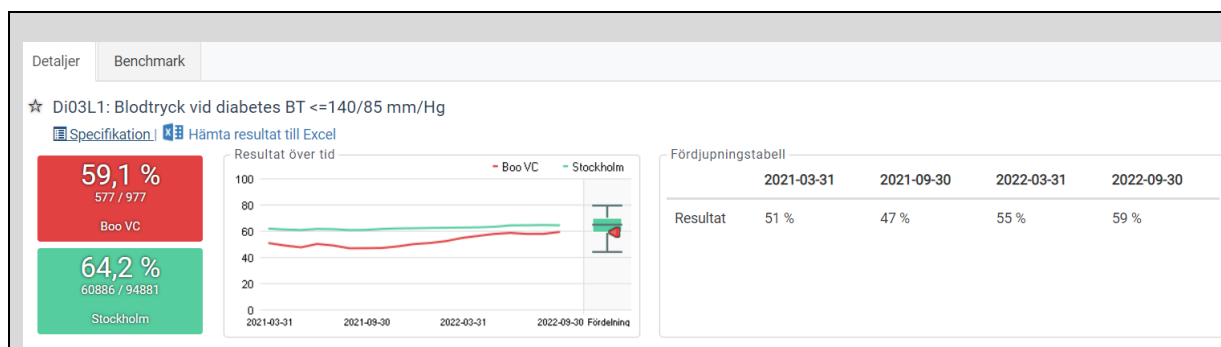 Detaljer Benchmark
☆ Di03L1: Blodtryck vid diabetes BT <=140/85 mm/Hg
Specifikation | Hämta resultat till Excel
59,1 %
577 / 977
Boo VC
64,2 %
60886 / 94881
Stockholm
Resultat över tid
Boo VC Stockholm
100
80
60
40
20
0
2021-03-31 2021-09-30 2022-03-31 2022-09-30 Fördelning
Fördjupningstabell
2021-03-31 2021-09-30 2022-03-31 2022-09-30
Resultat 51 % 47 % 55 % 59 %